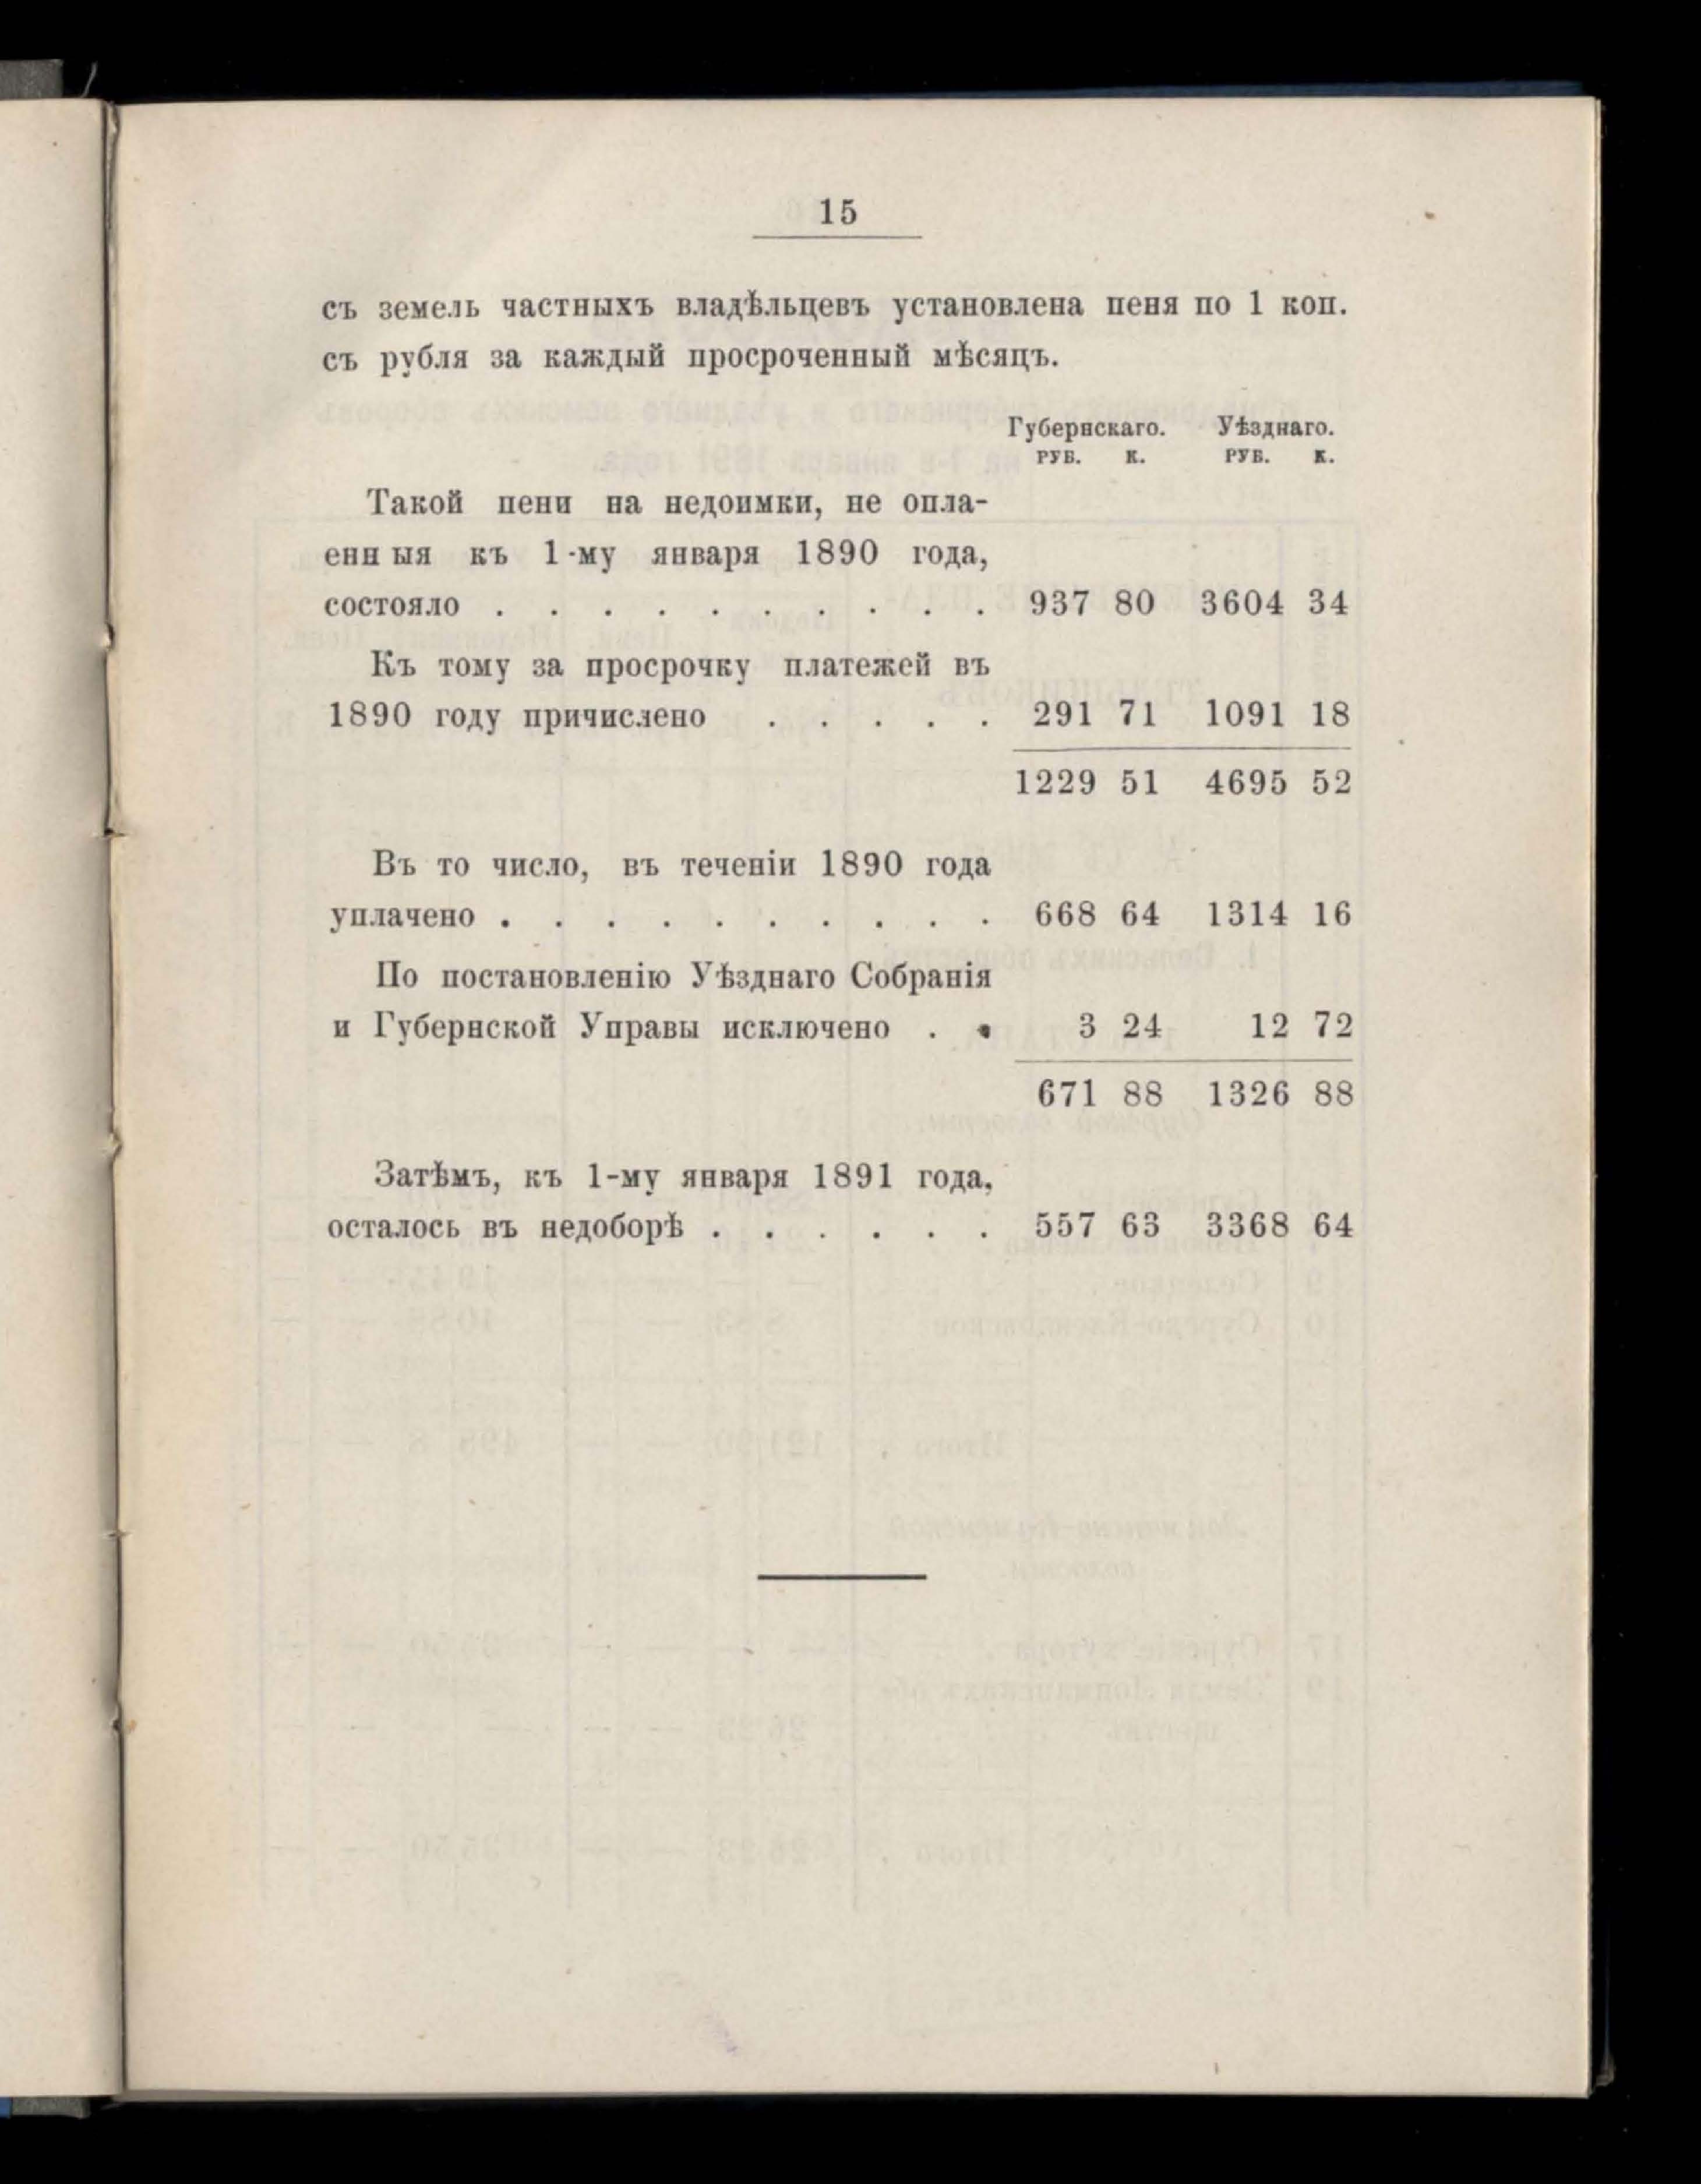 15
съ земель частныхъ владѣльцевъ установлена пеня по 1 коп.
съ рубля за каждый просроченный мѣсяцъ.
Губернскаго. Уѣзднаго.
РУБ. К. РУБ. К.
Такой пени на недоимки, не опла-
енн ыя къ 1-му января 1890 года,
состояло . . . . . . . . . . 937 80 3604 34
Къ тому за просрочку платежей въ
1890 году причислено . . . . . 291 71 1091 18
1229 51 4695 52
Въ то число, въ теченіи 1890 года
уплачено . . . . . . . . . . 668 64 1314 16
По постановленію Уѣзднаго Собранія
и Губернской Управы исключено . . 3 24 12 72
671 88 1326 88
Затѣмъ, къ 1-му января 1891 года,
осталось въ недоборѣ . . . . . . 557 63 3368 64